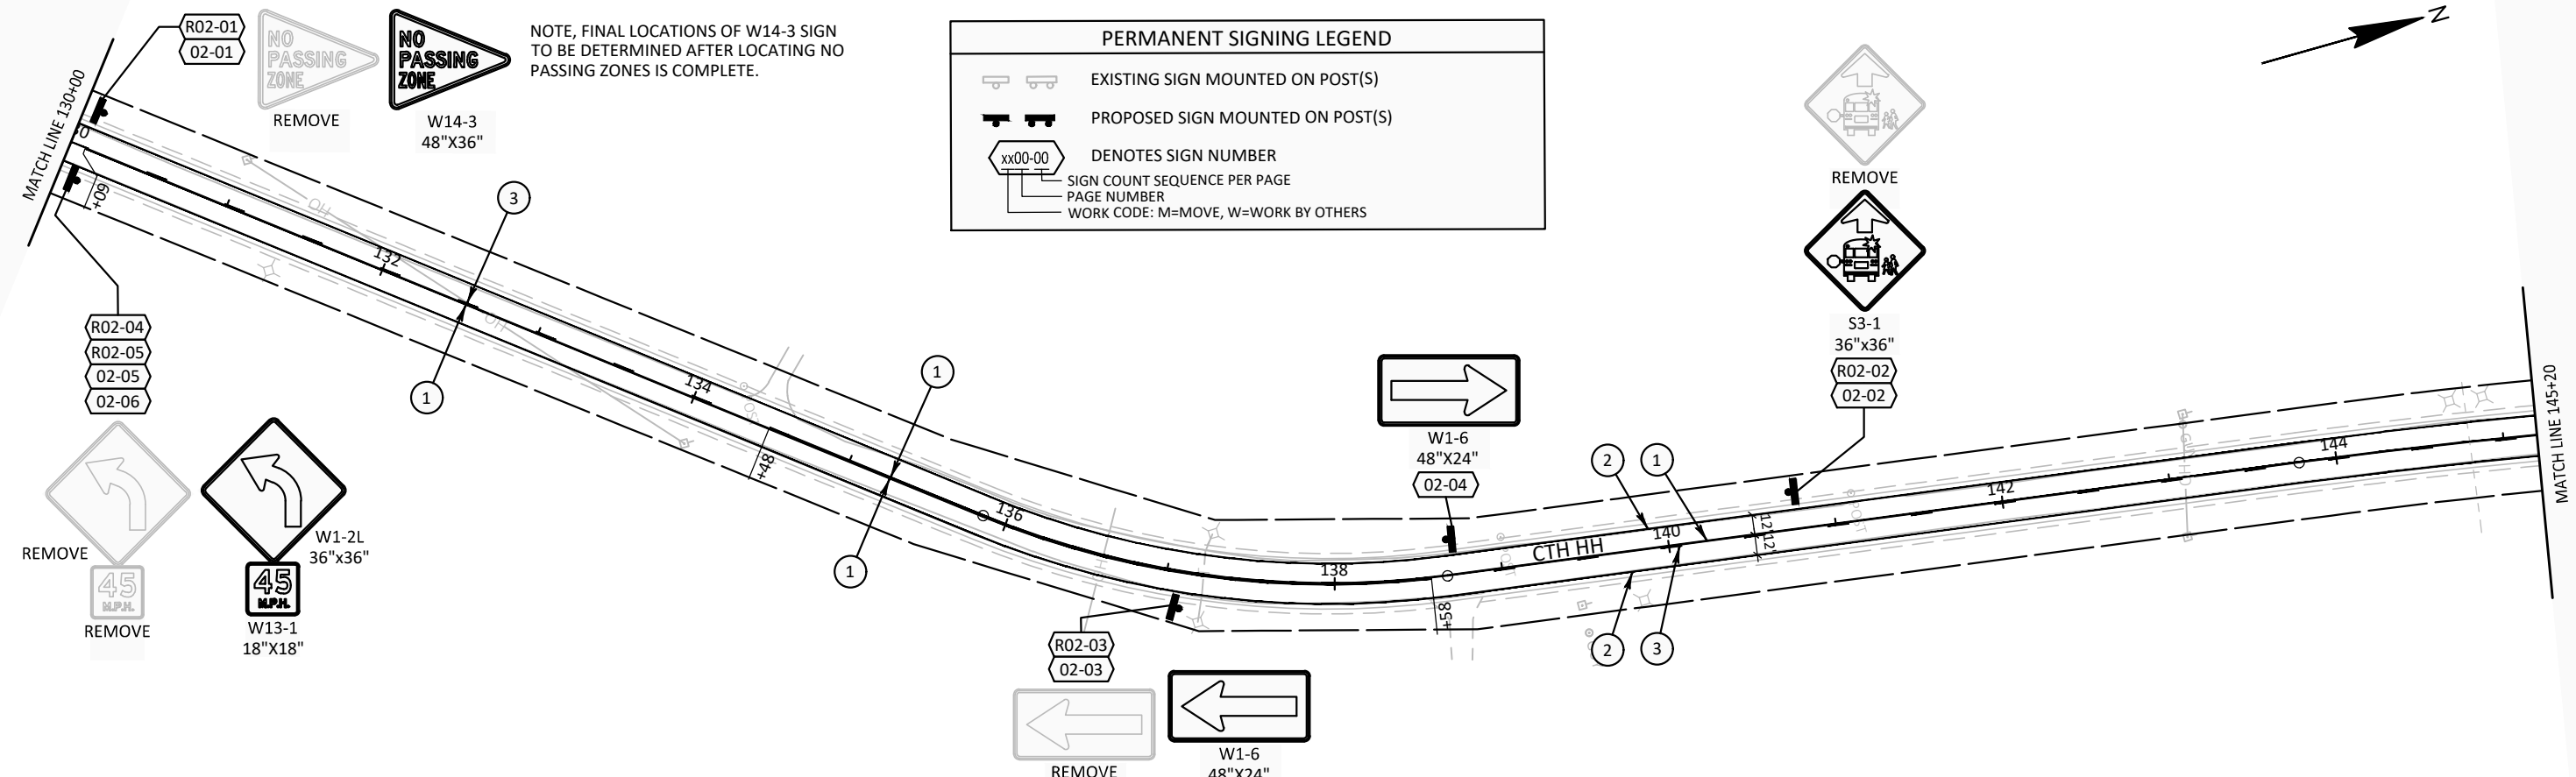 R02-01
02-01
NO
PASSING
ZONE
REMOVE
NO
PASSING
ZONE
W14-3
48"X36"
NOTE, FINAL LOCATIONS OF W14-3 SIGN
TO BE DETERMINED AFTER LOCATING NO
PASSING ZONES IS COMPLETE.
PERMANENT SIGNING LEGEND
EXISTING SIGN MOUNTED ON POST(S)
PROPOSED SIGN MOUNTED ON POST(S)
xx00-00
DENOTES SIGN NUMBER
SIGN COUNT SEQUENCE PER PAGE
PAGE NUMBER
WORK CODE: M=MOVE, W=WORK BY OTHERS
N
REMOVE
S3-1
36"x36"
R02-02
02-02
MATCH LINE 130+00
+09
OH
132
3
OH
1
134
+48
1
1
136
138
+58
W1-6
48"X24"
02-04
CTH HH
2
1
140
12'
12'
2
3
POST
142
144
MATCH LINE 145+20
R02-04
R02-05
02-05
02-06
REMOVE
45
M.P.H.
REMOVE
W1-2L
36"x36"
45
M.P.H.
W13-1
18"X18"
R02-03
02-03
REMOVE
W1-6
48"X24"